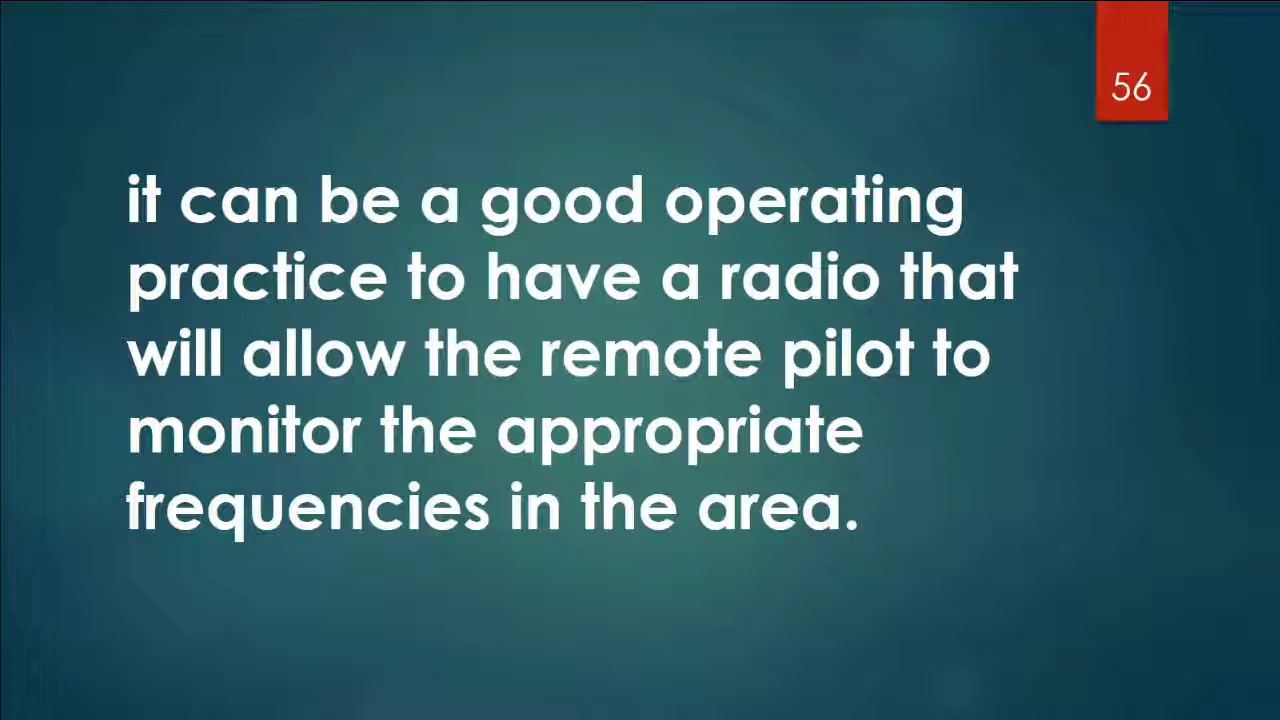 56
it can be a good operating
practice to have a radio that
will allow the remote pilot to
monitor the appropriate
frequencies in the area.